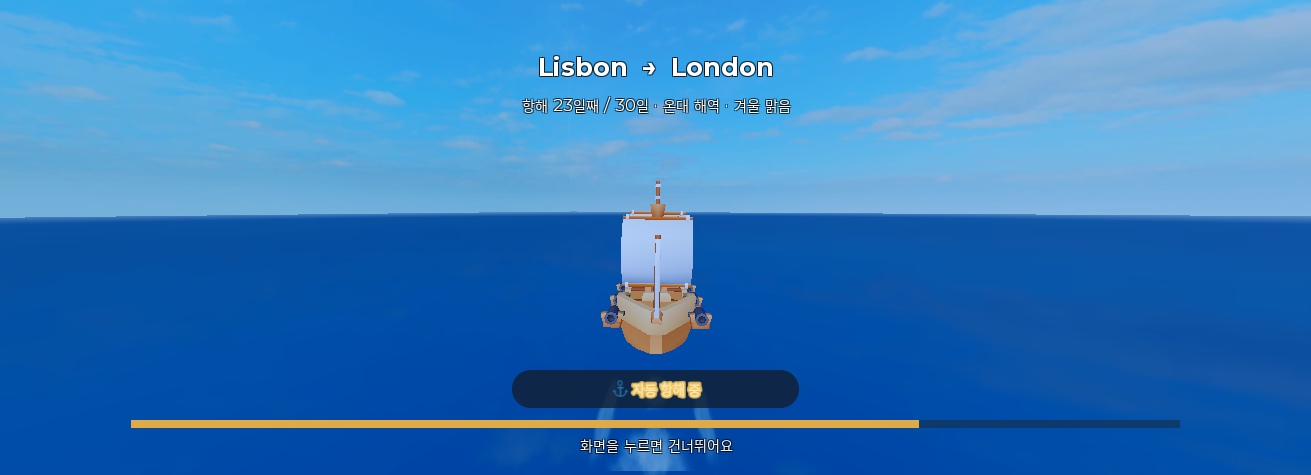 Lisbon → London
항해 23일째 / 30일 · 온대 해역 · 겨울 맑음
⚓ 자동 항해 중
화면을 누르면 건너뛰어요